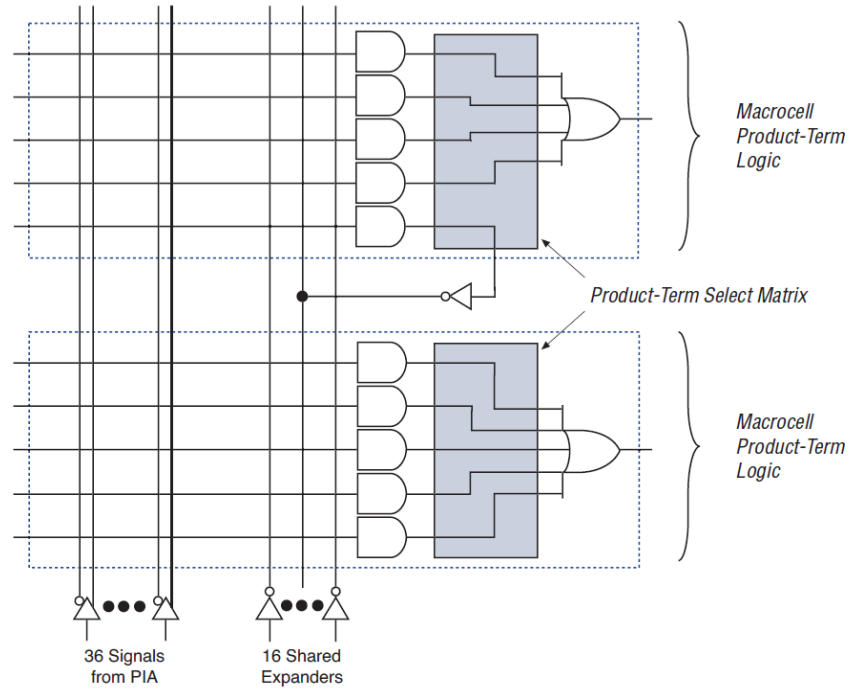 Macrocell
Product-Term
Logic
Product-Term Select Matrix
Macrocell
Product-Term
Logic
36 Signals
from PIA
16 Shared
Expanders